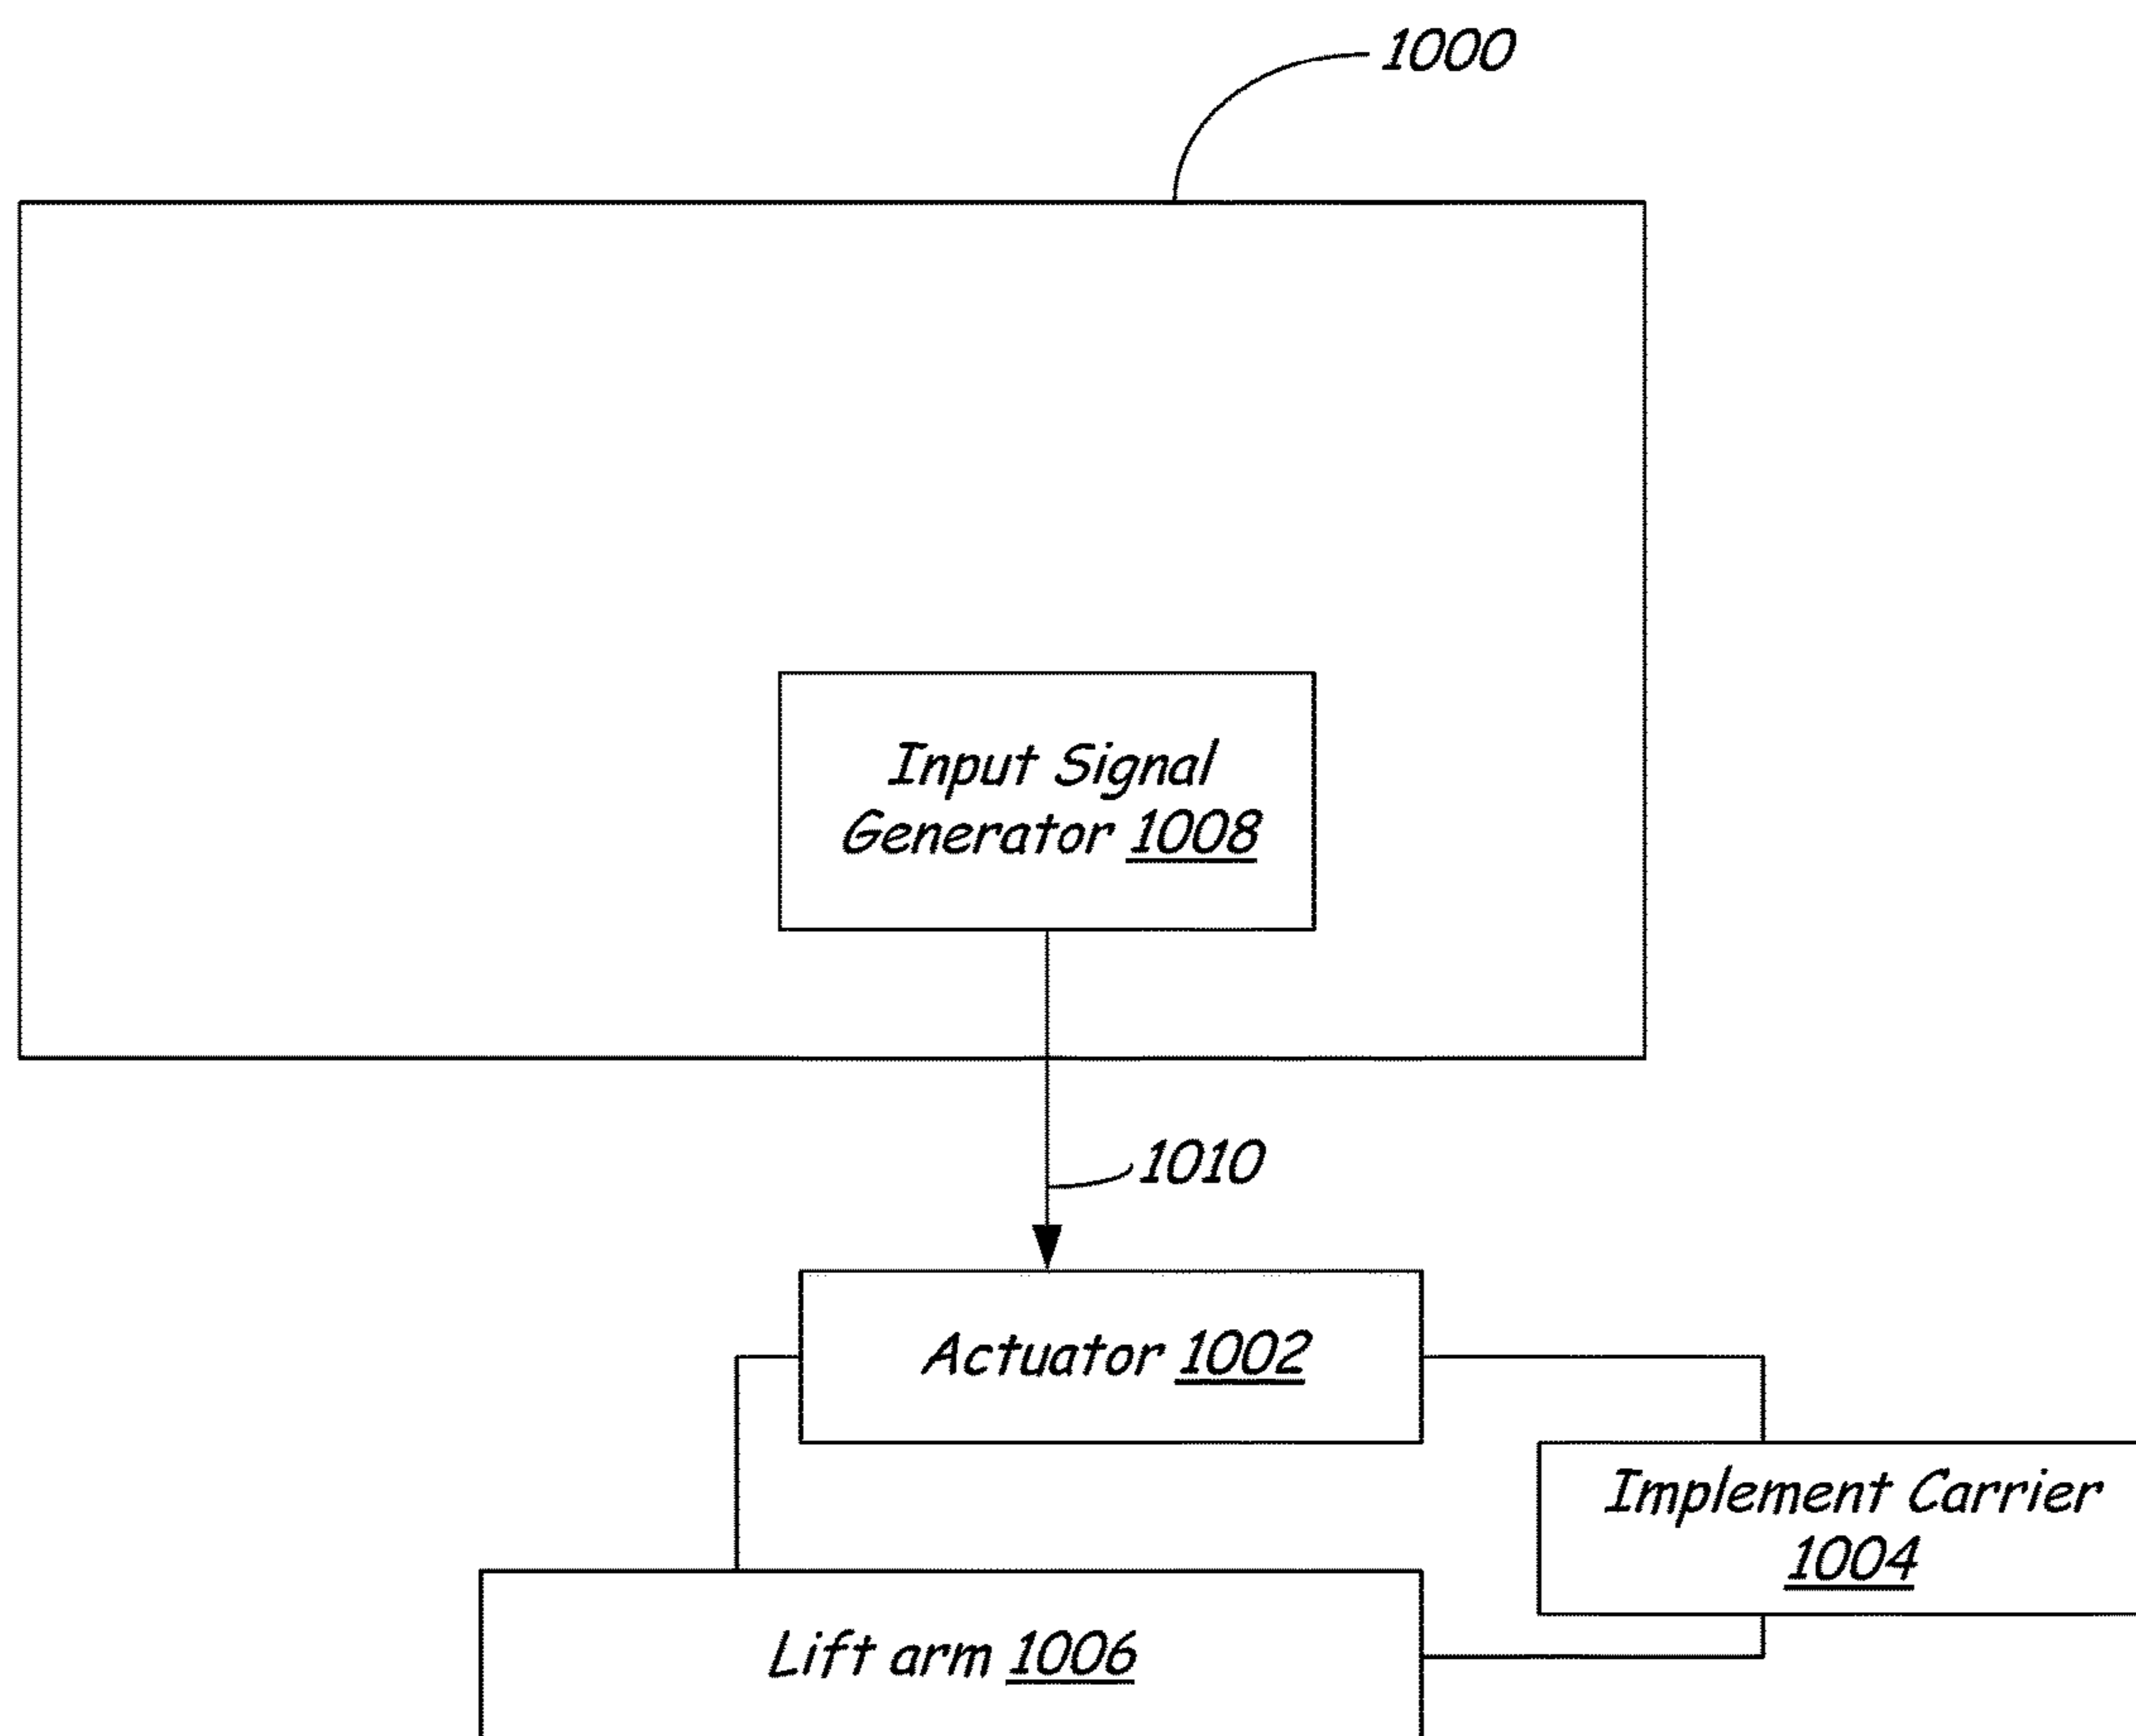 1000
Input Signal
Generator 1008
1010
Actuator 1002
Implement Carrier
1004
Lift arm 1006